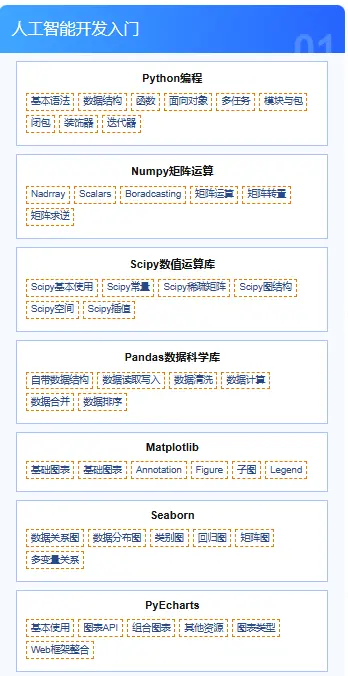 人工智能开发入门
01
Python编程
基本语法 数据结构 函数 面向对象 多任务 模块与包
闭包 装饰器 迭代器
Numpy矩阵运算
Nadrray Scalars Boradcasting 矩阵运算 矩阵转置
矩阵求逆
Scipy数值运算库
Scipy基本使用 Scipy常量 Scipy稀疏矩阵 Scipy图结构
Scipy空间 Scipy插值
Pandas数据科学库
自带数据结构 数据读取写入 数据清洗 数据计算
数据合并 数据排序
Matplotlib
基础图表 基础图表 Annotation Figure 子图 Legend
Seaborn
数据关系图 数据分布图 类别图 回归图 矩阵图
多变量关系
PyEcharts
基本使用 图表API 组合图表 其他资源 图表类型
Web框架整合